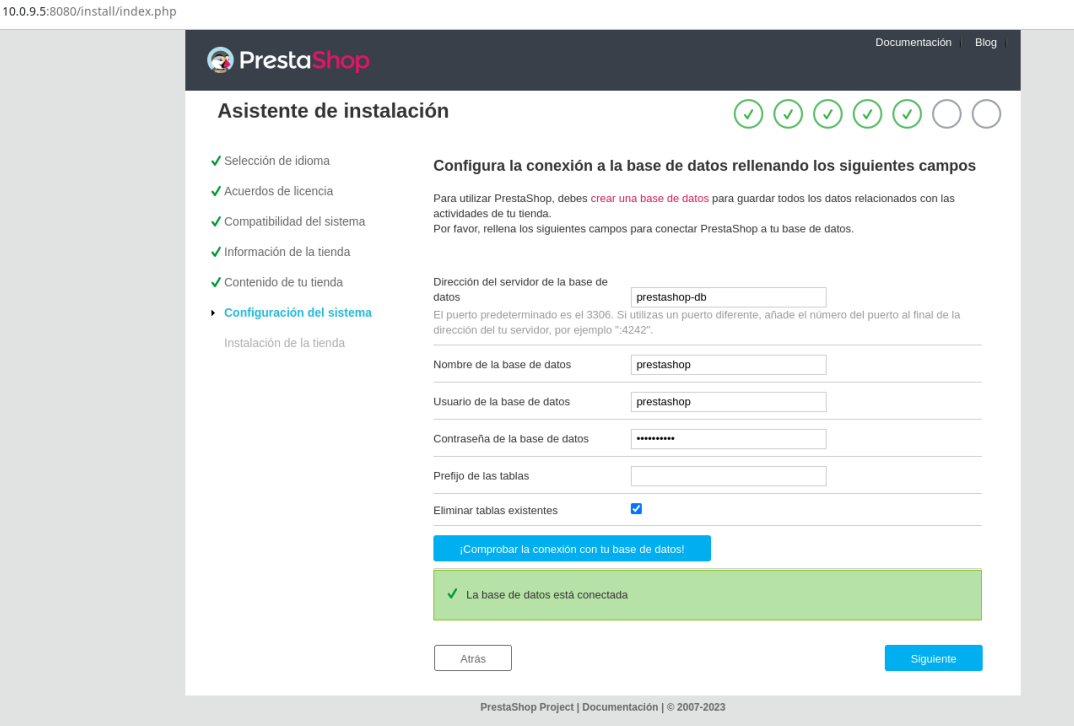 10.0.9.5:8080/install/index.php
Documentación | Blog |
PrestaShop
Asistente de instalación
Selección de idioma
Acuerdos de licencia
Compatibilidad del sistema
Información de la tienda
Contenido de tu tienda
Configuración del sistema
Instalación de la tienda
Configura la conexión a la base de datos rellenando los siguientes campos
Para utilizar PrestaShop, debes crear una base de datos para guardar todos los datos relacionados con las
actividades de tu tienda.
Por favor, rellena los siguientes campos para conectar PrestaShop a tu base de datos.
Dirección del servidor de la base de
datos prestashop-db
El puerto predeterminado es el 3306. Si utilizas un puerto diferente, añade el número del puerto al final de la
dirección del tu servidor, por ejemplo ":4242".
Nombre de la base de datos prestashop
Usuario de la base de datos prestashop
Contraseña de la base de datos ••••••••••
Prefijo de las tablas
Eliminar tablas existentes
¡Comprobar la conexión con tu base de datos!
La base de datos está conectada
Atrás Siguiente
PrestaShop Project | Documentación | © 2007-2023